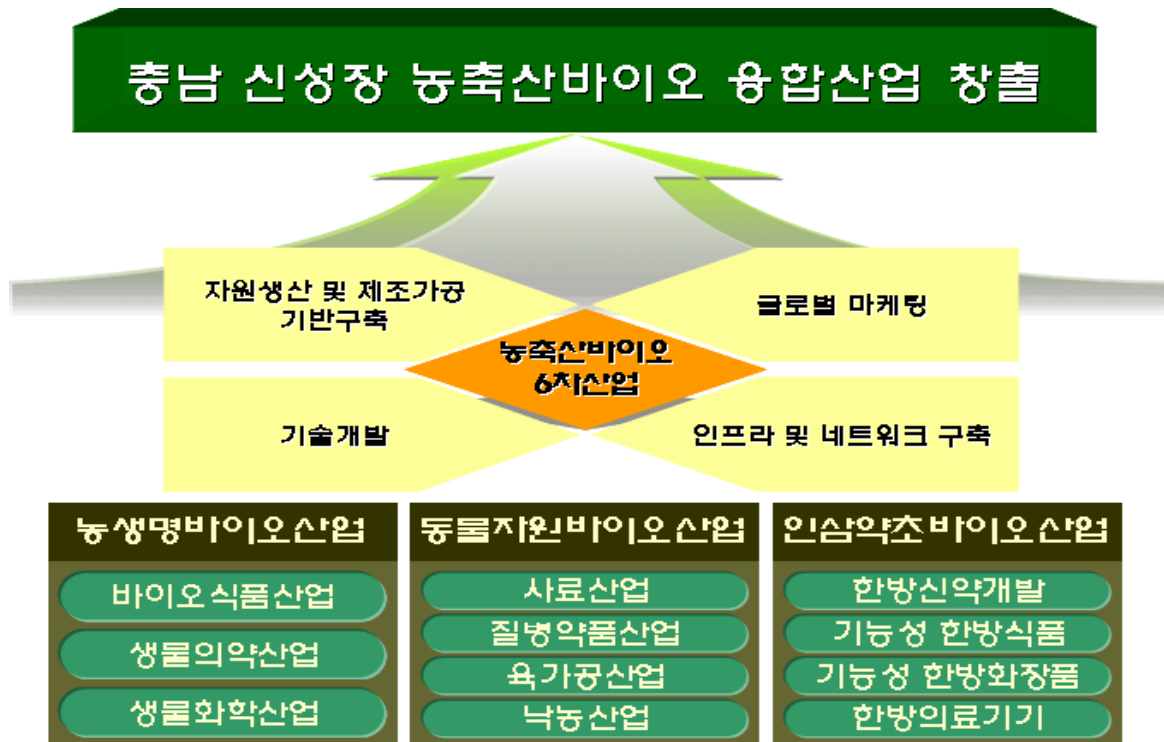 충남 신성장 농축산바이오 융합산업 창출
자원생산 및 제조가공
기반구축
글로벌 마케팅
농축산바이오
6차산업
기술개발
인프라 및 네트워크 구축
농생명바이오산업
바이오식품산업
생물의약산업
생물화학산업
동물자원바이오산업
사료산업
질병약품산업
육가공산업
낙농산업
인삼약초바이오산업
한방신약개발
기능성 한방식품
기능성 한방화장품
한방의료기기